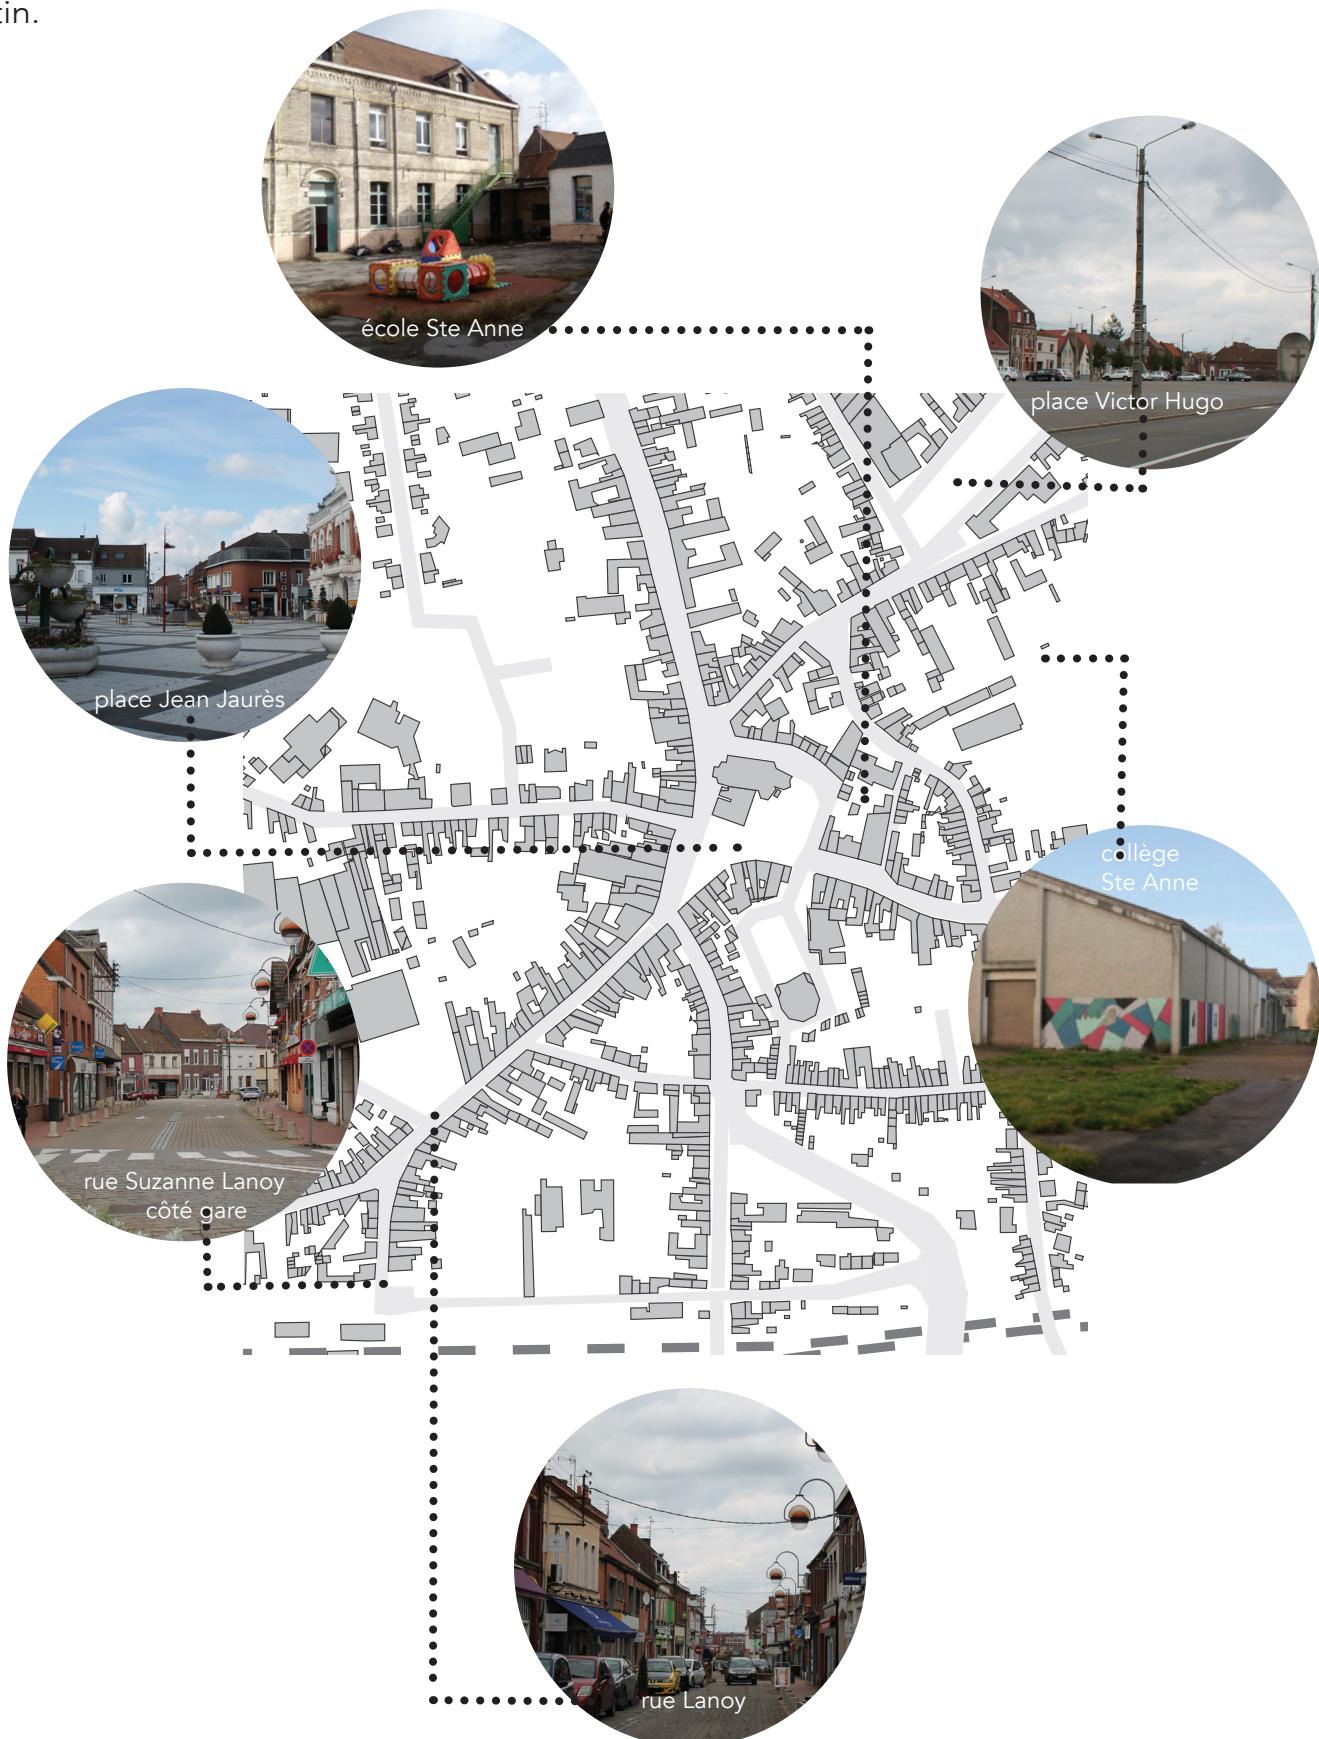 tin.
école Ste Anne
place Victor Hugo
place Jean Jaurès
collège
Ste Anne
rue Suzanne Lanoy
côté gare
rue Lanoy